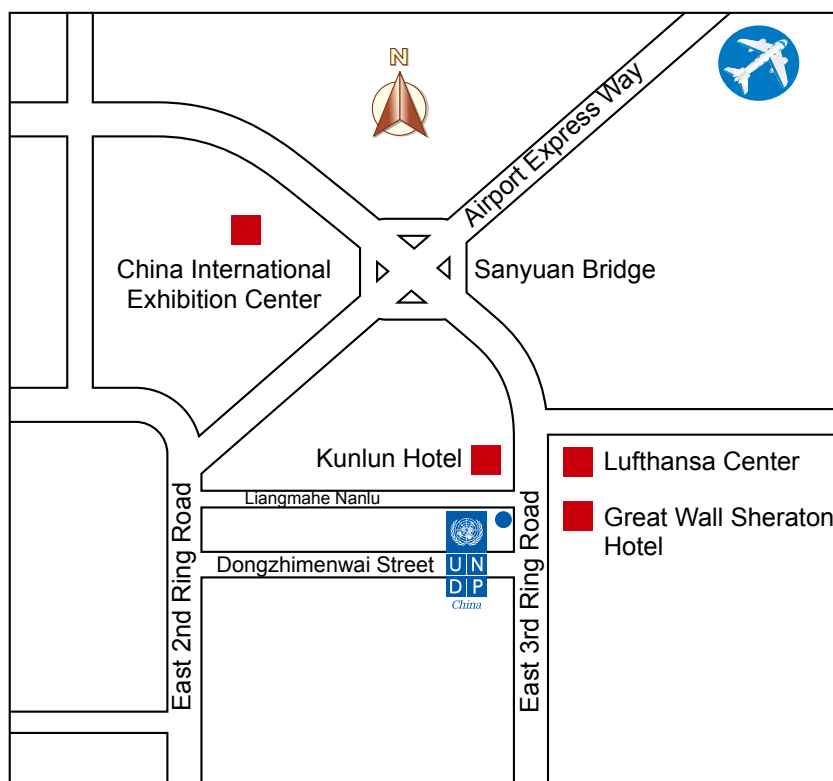 N
Airport Express Way
China International
Exhibition Center
Sanyuan Bridge
Kunlun Hotel
Lufthansa Center
Liangmahe Nanlu
Great Wall Sheraton
Hotel
Dongzhimenwai Street
U N
D P
China
East 2nd Ring Road
East 3rd Ring Road